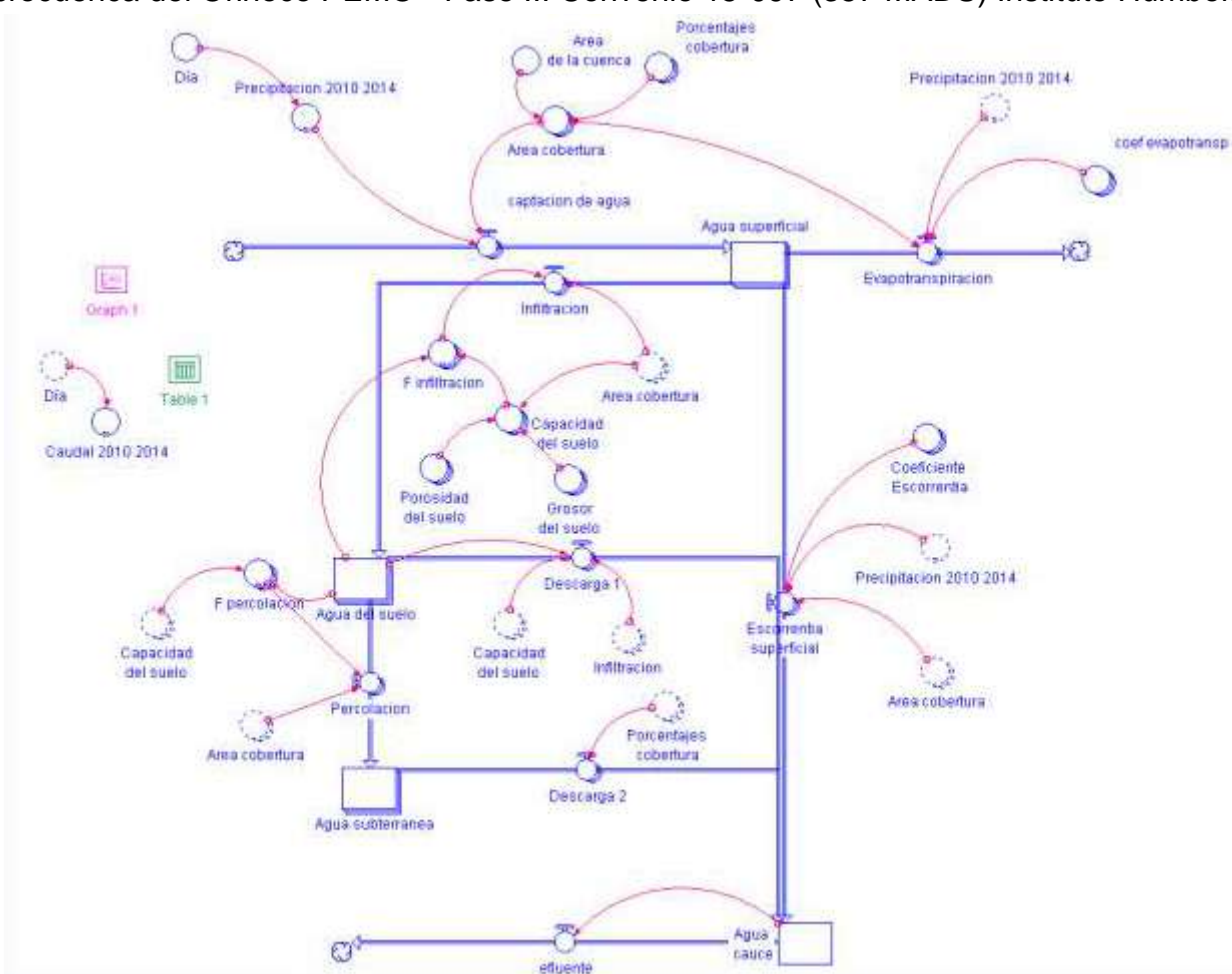 Dia
Precipitacion 2010 2014
Area
de la cuenca
Porcentajes
cobertura
Area cobertura
Precipitacion 2010 2014
coef evapotransp
captacion de agua
Agua superficial
Evapotranspiracion
Infiltracion
Graph 1
F infiltracion
Area cobertura
Dia
Table 1
Caudal 2010 2014
Capacidad
del suelo
Porosidad
del suelo
Grosor
del suelo
Coeficiente
Escorrentia
Precipitacion 2010 2014
F percolacion
Agua del suelo
Descarga 1
Escorrentia
superficial
Capacidad
del suelo
Capacidad
del suelo
Infiltracion
Area cobertura
Percolacion
Area cobertura
Porcentajes
cobertura
Descarga 2
Agua subterranea
Agua
cauce
efluente